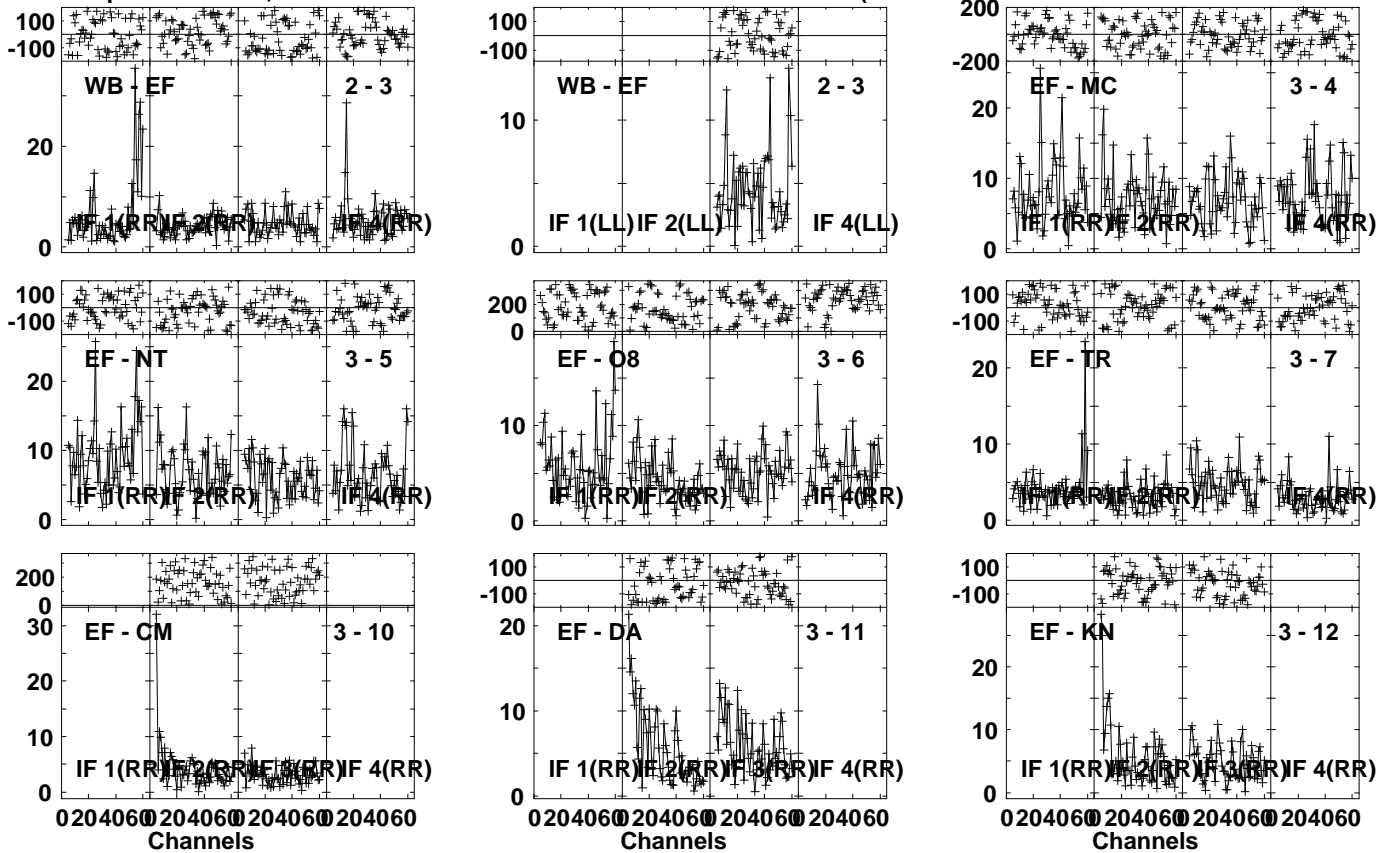 100 100 200
-100 -100 -200
WB - EF 2 - 3 WB - EF 2 - 3 EF - MC 3 - 4
20 10 20
10
0 0 0
IF 1(RR) IF 2(RR) IF 4(RR) IF 1(LL) IF 2(LL) IF 4(LL) IF 1(RR) IF 2(RR) IF 4(RR)
100 200 100
-100 0 -100
EF - NT 3 - 5 EF - O8 3 - 6 EF - TR 3 - 7
20 10 20
10 10
0 0 0
IF 1(RR) IF 2(RR) IF 4(RR) IF 1(RR) IF 2(RR) IF 4(RR) IF 1(RR) IF 2(RR) IF 4(RR)
200 100 100
0 -100 -100
EF - CM 3 - 10 EF - DA 3 - 11 EF - KN 3 - 12
30 20 20
20 10 10
10
0 0 0
IF 1(RR) IF 2(RR) IF 3(RR) IF 4(RR) IF 1(RR) IF 2(RR) IF 3(RR) IF 4(RR) IF 1(RR) IF 2(RR) IF 3(RR) IF 4(RR)
0 20 40 60 0 20 40 60 0 20 40 60 0 20 40 60 0 20 40 60 0 20 40 60 0 20 40 60 0 20 40 60 0 20 40 60 0 20 40 60 0 20 40 60 0 20 40 60
Channels Channels Channels